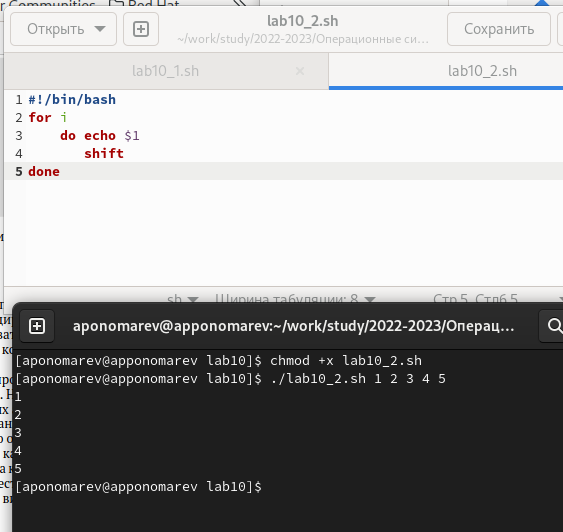 r Communities Red Hat
lab10_2.sh
Открыть
~/work/study/2022-2023/Операционные си…
Сохранить
lab10_1.sh × lab10_2.sh
1 #!/bin/bash
2 for i
3 do echo $1
4 shift
5 done
sh Ширина табуляции: 8 Стр 5, Стлб 5
aponomarev@apponomarev:~/work/study/2022-2023/Операц…
[aponomarev@apponomarev lab10]$ chmod +x lab10_2.sh
[aponomarev@apponomarev lab10]$ ./lab10_2.sh 1 2 3 4 5
1
2
3
4
5
[aponomarev@apponomarev lab10]$